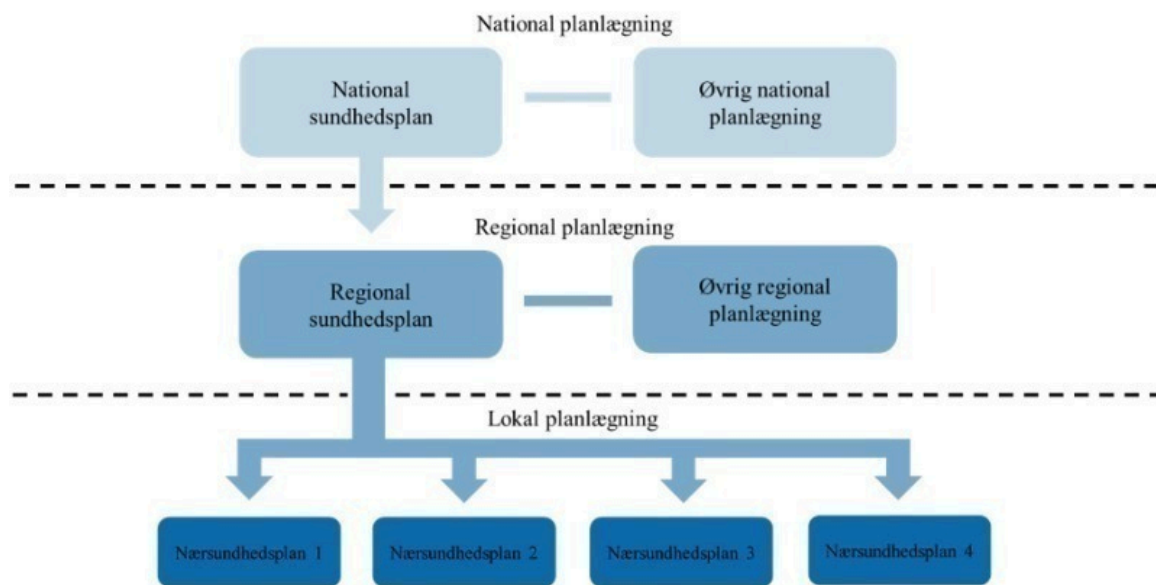 National planlægning
National
sundhedsplan
Øvrig national
planlægning
Regional planlægning
Regional
sundhedsplan
Øvrig regional
planlægning
Lokal planlægning
Nærsundhedsplan 1
Nærsundhedsplan 2
Nærsundhedsplan 3
Nærsundhedsplan 4